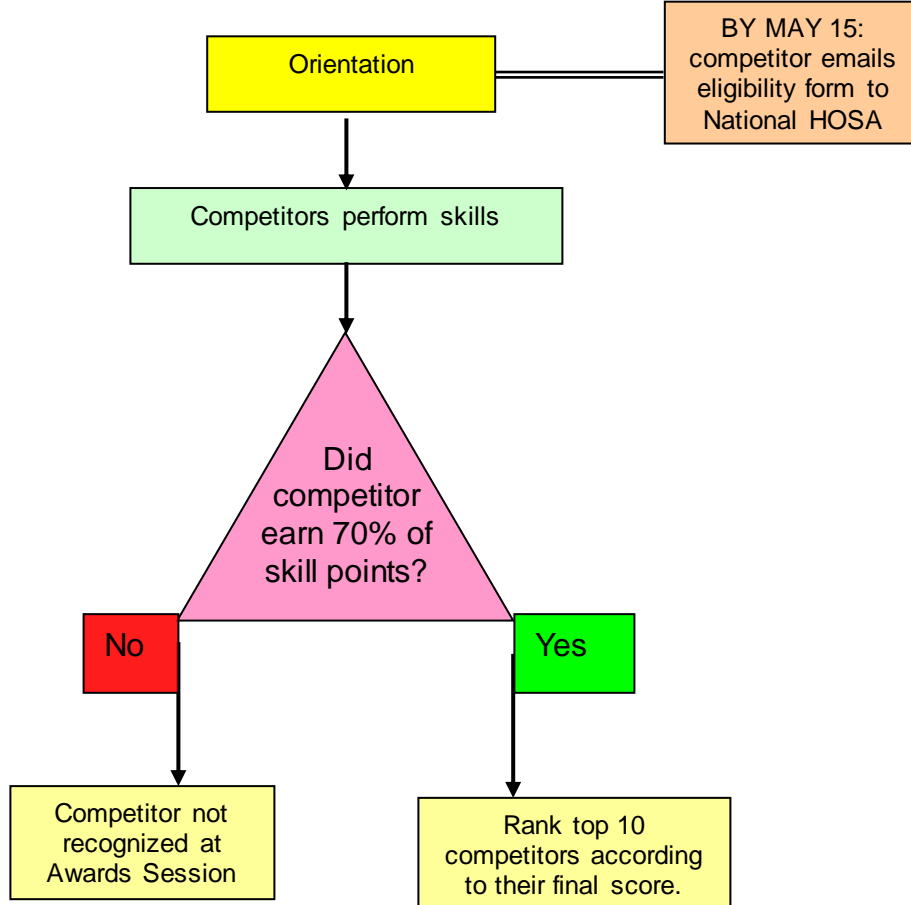 Orientation
BY MAY 15:
competitor emails
eligibility form to
National HOSA
Competitors perform skills
Did
competitor
earn 70% of
skill points?
No
Yes
Competitor not
recognized at
Awards Session
Rank top 10
competitors according
to their final score.